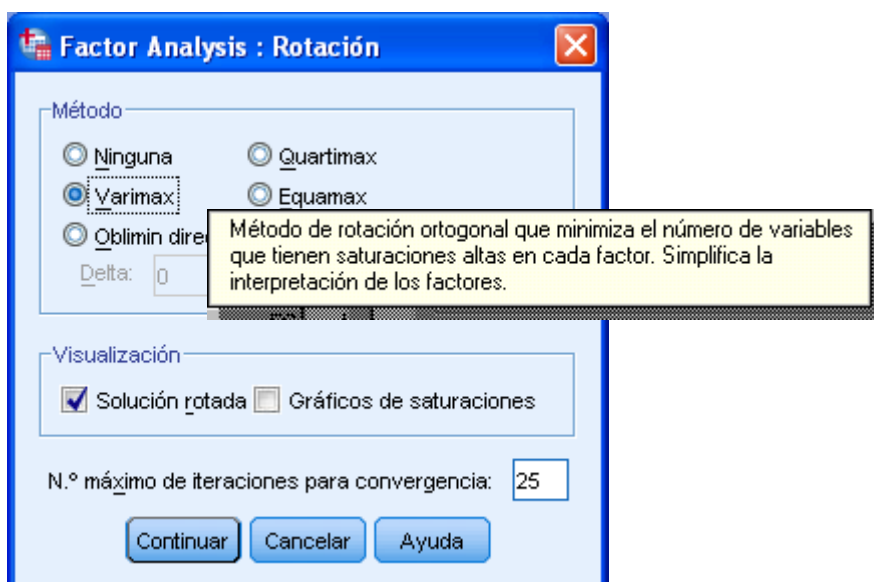 Factor Analysis : Rotación
Método
Ninguna Quartimax
Varimax Equamax
Oblimin direc
Método de rotación ortogonal que minimiza el número de variables
que tienen saturaciones altas en cada factor. Simplifica la
interpretación de los factores.
Delta: 0
Visualización
Solución rotada Gráficos de saturaciones
N.º máximo de iteraciones para convergencia: 25
Continuar Cancelar Ayuda